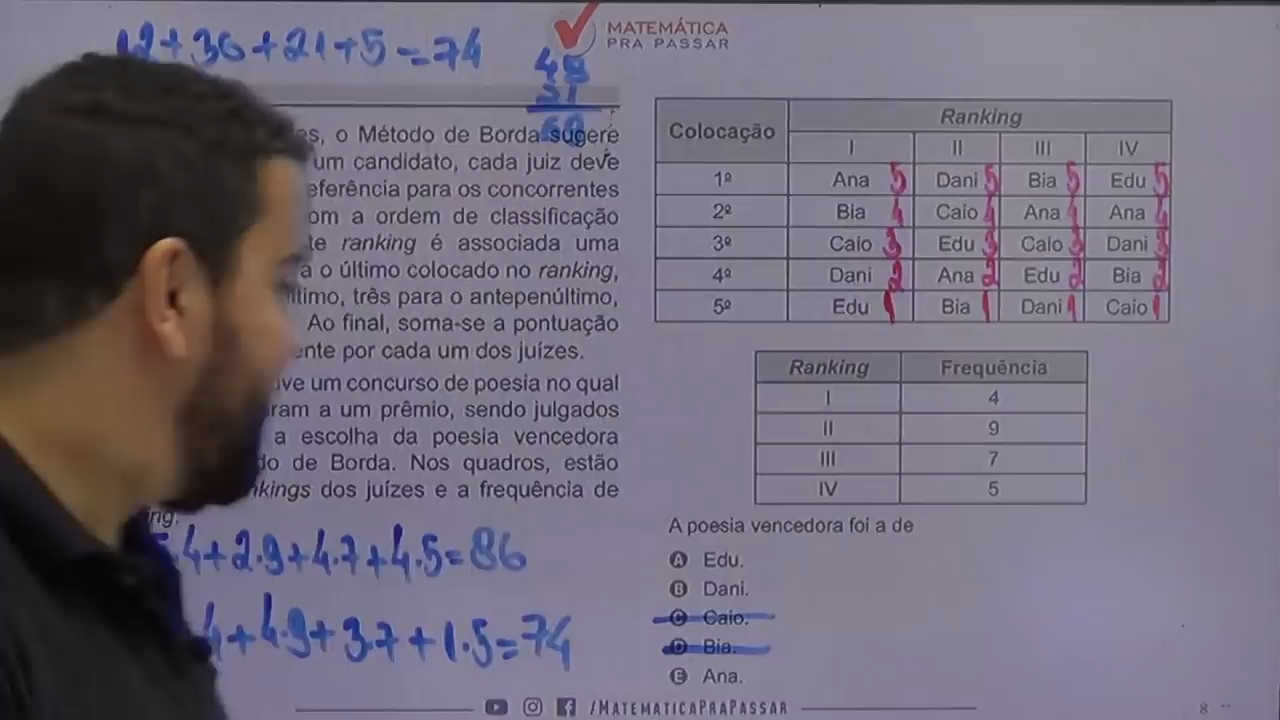 12+36+21+5=74
MATEMÁTICA
PRA PASSAR
48
21
69
es, o Método de Borda sugere
um candidato, cada juiz deve
eferência para os concorrentes
om a ordem de classificação
te ranking é associada uma
a o último colocado no ranking,
ltimo, três para o antepenúltimo,
Ao final, soma-se a pontuação
ente por cada um dos juízes.
ve um concurso de poesia no qual
ram a um prêmio, sendo julgados
a escolha da poesia vencedora
do de Borda. Nos quadros, estão
nkings dos juízes e a frequência de
ing.
.4+2.9+4.7+4.5=86
4+4.9+3.7+1.5=74
Colocação Ranking
I II III IV
1º Ana 5 Dani 5 Bia 5 Edu 5
2º Bia 4 Caio 4 Ana 4 Ana 4
3º Caio 3 Edu 3 Caio 3 Dani 3
4º Dani 2 Ana 2 Edu 2 Bia 2
5º Edu 1 Bia 1 Dani 1 Caio 1
Ranking Frequência
I 4
II 9
III 7
IV 5
A poesia vencedora foi a de
A Edu.
B Dani.
C Caio.
D Bia.
E Ana.
/MATEMATICAPRAPASSAR
8